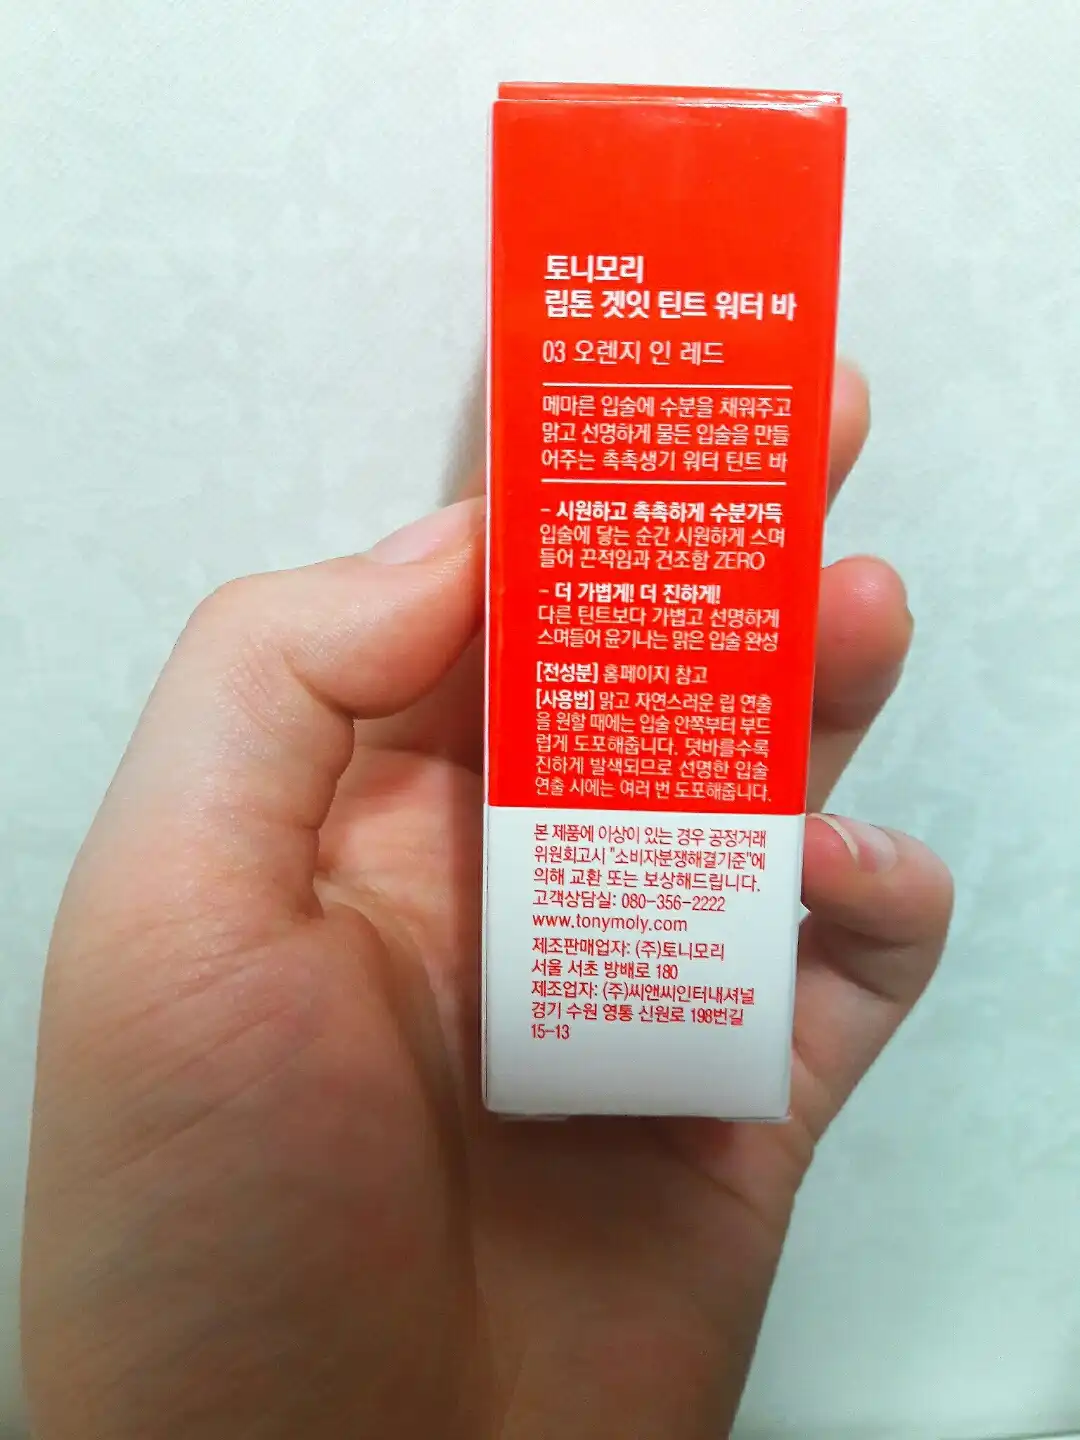 토니모리
립톤 겟잇 틴트 워터 바
03 오렌지 인 레드
메마른 입술에 수분을 채워주고
맑고 선명하게 물든 입술을 만들
어주는 촉촉생기 워터 틴트 바
- 시원하고 촉촉하게 수분가득
입술에 닿는 순간 시원하게 스며
들어 끈적임과 건조함 ZERO
- 더 가볍게! 더 진하게!
다른 틴트보다 가볍고 선명하게
스며들어 윤기나는 맑은 입술 완성
[전성분] 홈페이지 참고
[사용법] 맑고 자연스러운 립 연출
을 원할 때에는 입술 안쪽부터 부드
럽게 도포해줍니다. 덧바를수록
진하게 발색되므로 선명한 입술
연출 시에는 여러 번 도포해줍니다.
본 제품에 이상이 있는 경우 공정거래
위원회고시 "소비자분쟁해결기준"에
의해 교환 또는 보상해드립니다.
고객상담실: 080-356-2222
www.tonymoly.com
제조판매업자: (주)토니모리
서울 서초 방배로 180
제조업자: (주)씨앤씨인터내셔널
경기 수원 영통 신원로 198번길
15-13